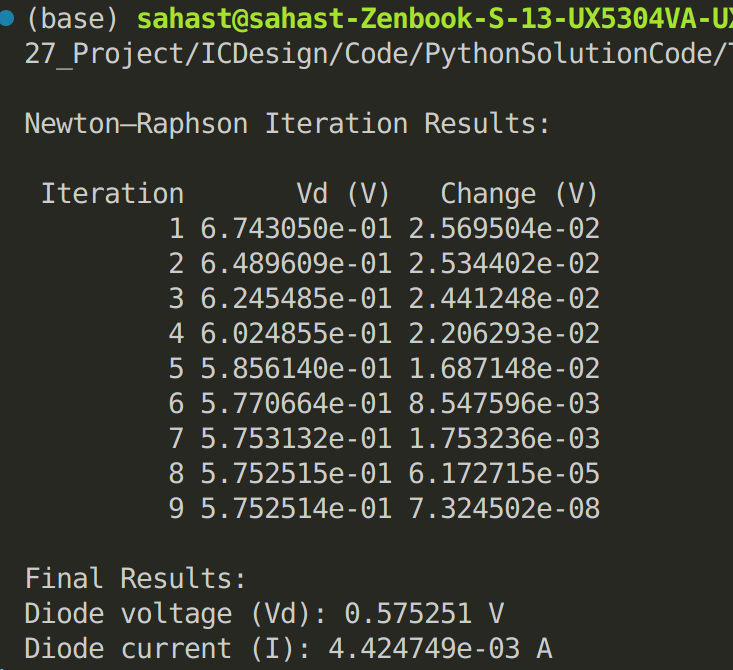 (base) sahast@sahast-Zenbook-S-13-UX5304VA-UX
27_Project/ICDesign/Code/PythonSolutionCode/
Newton–Raphson Iteration Results:
Iteration Vd (V) Change (V)
1 6.743050e-01 2.569504e-02
2 6.489609e-01 2.534402e-02
3 6.245485e-01 2.441248e-02
4 6.024855e-01 2.206293e-02
5 5.856140e-01 1.687148e-02
6 5.770664e-01 8.547596e-03
7 5.753132e-01 1.753236e-03
8 5.752515e-01 6.172715e-05
9 5.752514e-01 7.324502e-08
Final Results:
Diode voltage (Vd): 0.575251 V
Diode current (I): 4.424749e-03 A